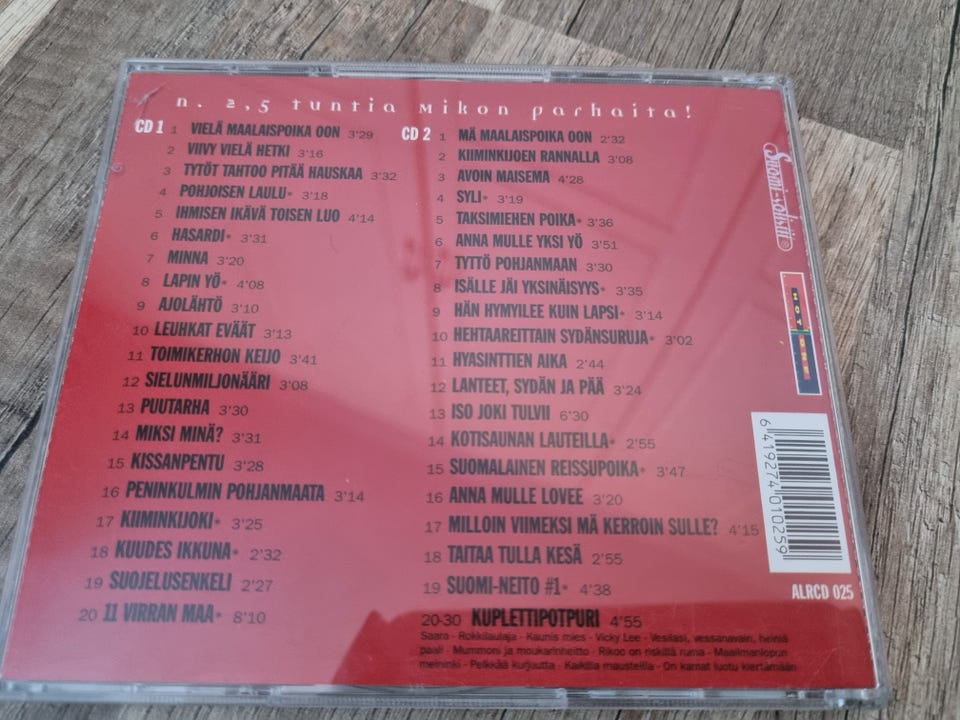 n. 2,5 tuntia mikon parhaita!
CD 1
1 VIELÄ MAALAISPOIKA OON 3'29
2 VIIVY VIELÄ HETKI 3'16
3 TYTÖT TAHTOO PITÄÄ HAUSKAA 3'32
4 POHJOISEN LAULU* 3'18
5 IHMISEN IKÄVÄ TOISEN LUO 4'14
6 HASARDI* 3'31
7 MINNA 3'20
8 LAPIN YÖ* 4'08
9 AJOLÄHTÖ 3'10
10 LEUHKAT EVÄÄT 3'13
11 TOIMIKERHON KEIJO 3'41
12 SIELUNMILJONÄÄRI 3'08
13 PUUTARHA 3'30
14 MIKSI MINÄ? 3'31
15 KISSANPENTU 3'28
16 PENINKULMIN POHJANMAATA 3'14
17 KIIMINKIJOKI* 3'25
18 KUUDES IKKUNA* 2'32
19 SUOJELUSENKELI 2'27
20 11 VIRRAN MAA* 8'10
CD 2
1 MÄ MAALAISPOIKA OON 2'32
2 KIIMINKIJOEN RANNALLA 3'08
3 AVOIN MAISEMA 4'28
4 SYLI* 3'19
5 TAKSIMIEHEN POIKA* 3'36
6 ANNA MULLE YKSI YÖ 3'51
7 TYTTÖ POHJANMAAN 3'30
8 ISÄLLE JÄI YKSINÄISYYS* 3'35
9 HÄN HYMYILEE KUIN LAPSI* 3'14
10 HEHTAAREITTAIN SYDÄNSURUJA* 3'02
11 HYASINTTIEN AIKA 2'44
12 LANTEET, SYDÄN JA PÄÄ 3'24
13 ISO JOKI TULVII 6'30
14 KOTISAUNAN LAUTEILLA* 2'55
15 SUOMALAINEN REISSUPOIKA* 3'47
16 ANNA MULLE LOVEE 3'20
17 MILLOIN VIIMEKSI MÄ KERROIN SULLE? 4'15
18 TAITAA TULLA KESÄ 2'55
19 SUOMI-NEITO #1* 4'38
20-30 KUPLETTIPOTPURI 4'55
Saara - Rokkilaulaja - Kaunis mies - Vicky Lee - Vesilasi, vessanavain, heiniä
paali - Mummoni ja moukarinheitto - Rikoo on riskillä ruma - Maailmanlopun
meininki - Pelkkää kurjuutta - Kaikilla mausteilla - On kamat luotu kiertämään
Suomi-solistit
6 419274 010259
ALRCD 025